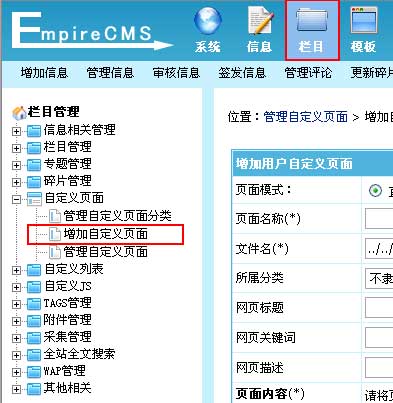 EmpireCMS
系统 信息 栏目 模板
增加信息 管理信息 审核信息 签发信息 管理评论 更新碎片
栏目管理
信息相关管理
栏目管理
专题管理
碎片管理
自定义页面
管理自定义页面分类
增加自定义页面
管理自定义页面
自定义列表
自定义JS
TAGS管理
附件管理
采集管理
全站全文搜索
WAP管理
其他相关
位置：管理自定义页面 > 增加自
增加用户自定义页面
页面模式：
页面名称(*)
文件名(*) ../../
所属分类 不隶
网页标题
网页关键词
网页描述
页面内容(*) 请将页